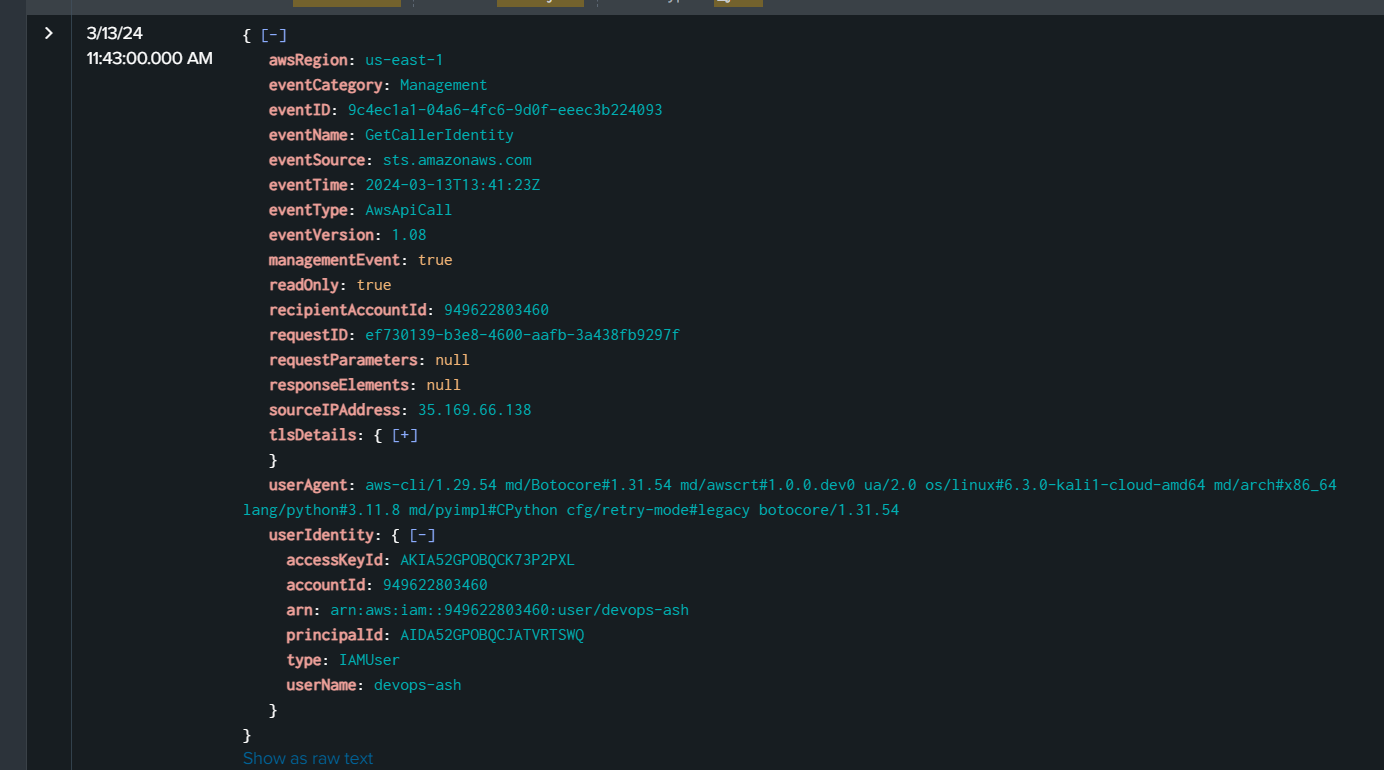 3/13/24
11:43:00.000 AM
{ [-]
awsRegion: us-east-1
eventCategory: Management
eventID: 9c4ec1a1-04a6-4fc6-9d0f-eeec3b224093
eventName: GetCallerIdentity
eventSource: sts.amazonaws.com
eventTime: 2024-03-13T13:41:23Z
eventType: AwsApiCall
eventVersion: 1.08
managementEvent: true
readOnly: true
recipientAccountId: 949622803460
requestID: ef730139-b3e8-4600-aafb-3a438fb9297f
requestParameters: null
responseElements: null
sourceIPAddress: 35.169.66.138
tlsDetails: { [+]
}
userAgent: aws-cli/1.29.54 md/Botocore#1.31.54 md/awscrt#1.0.0.dev0 ua/2.0 os/linux#6.3.0-kali1-cloud-amd64 md/arch#x86_64
lang/python#3.11.8 md/pyimpl#CPython cfg/retry-mode#legacy botocore/1.31.54
userIdentity: { [-]
accessKeyId: AKIA52GPOBQCK73P2PXL
accountId: 949622803460
arn: arn:aws:iam::949622803460:user/devops-ash
principalId: AIDA52GPOBQCJATVRTSWQ
type: IAMUser
userName: devops-ash
}
}
Show as raw text